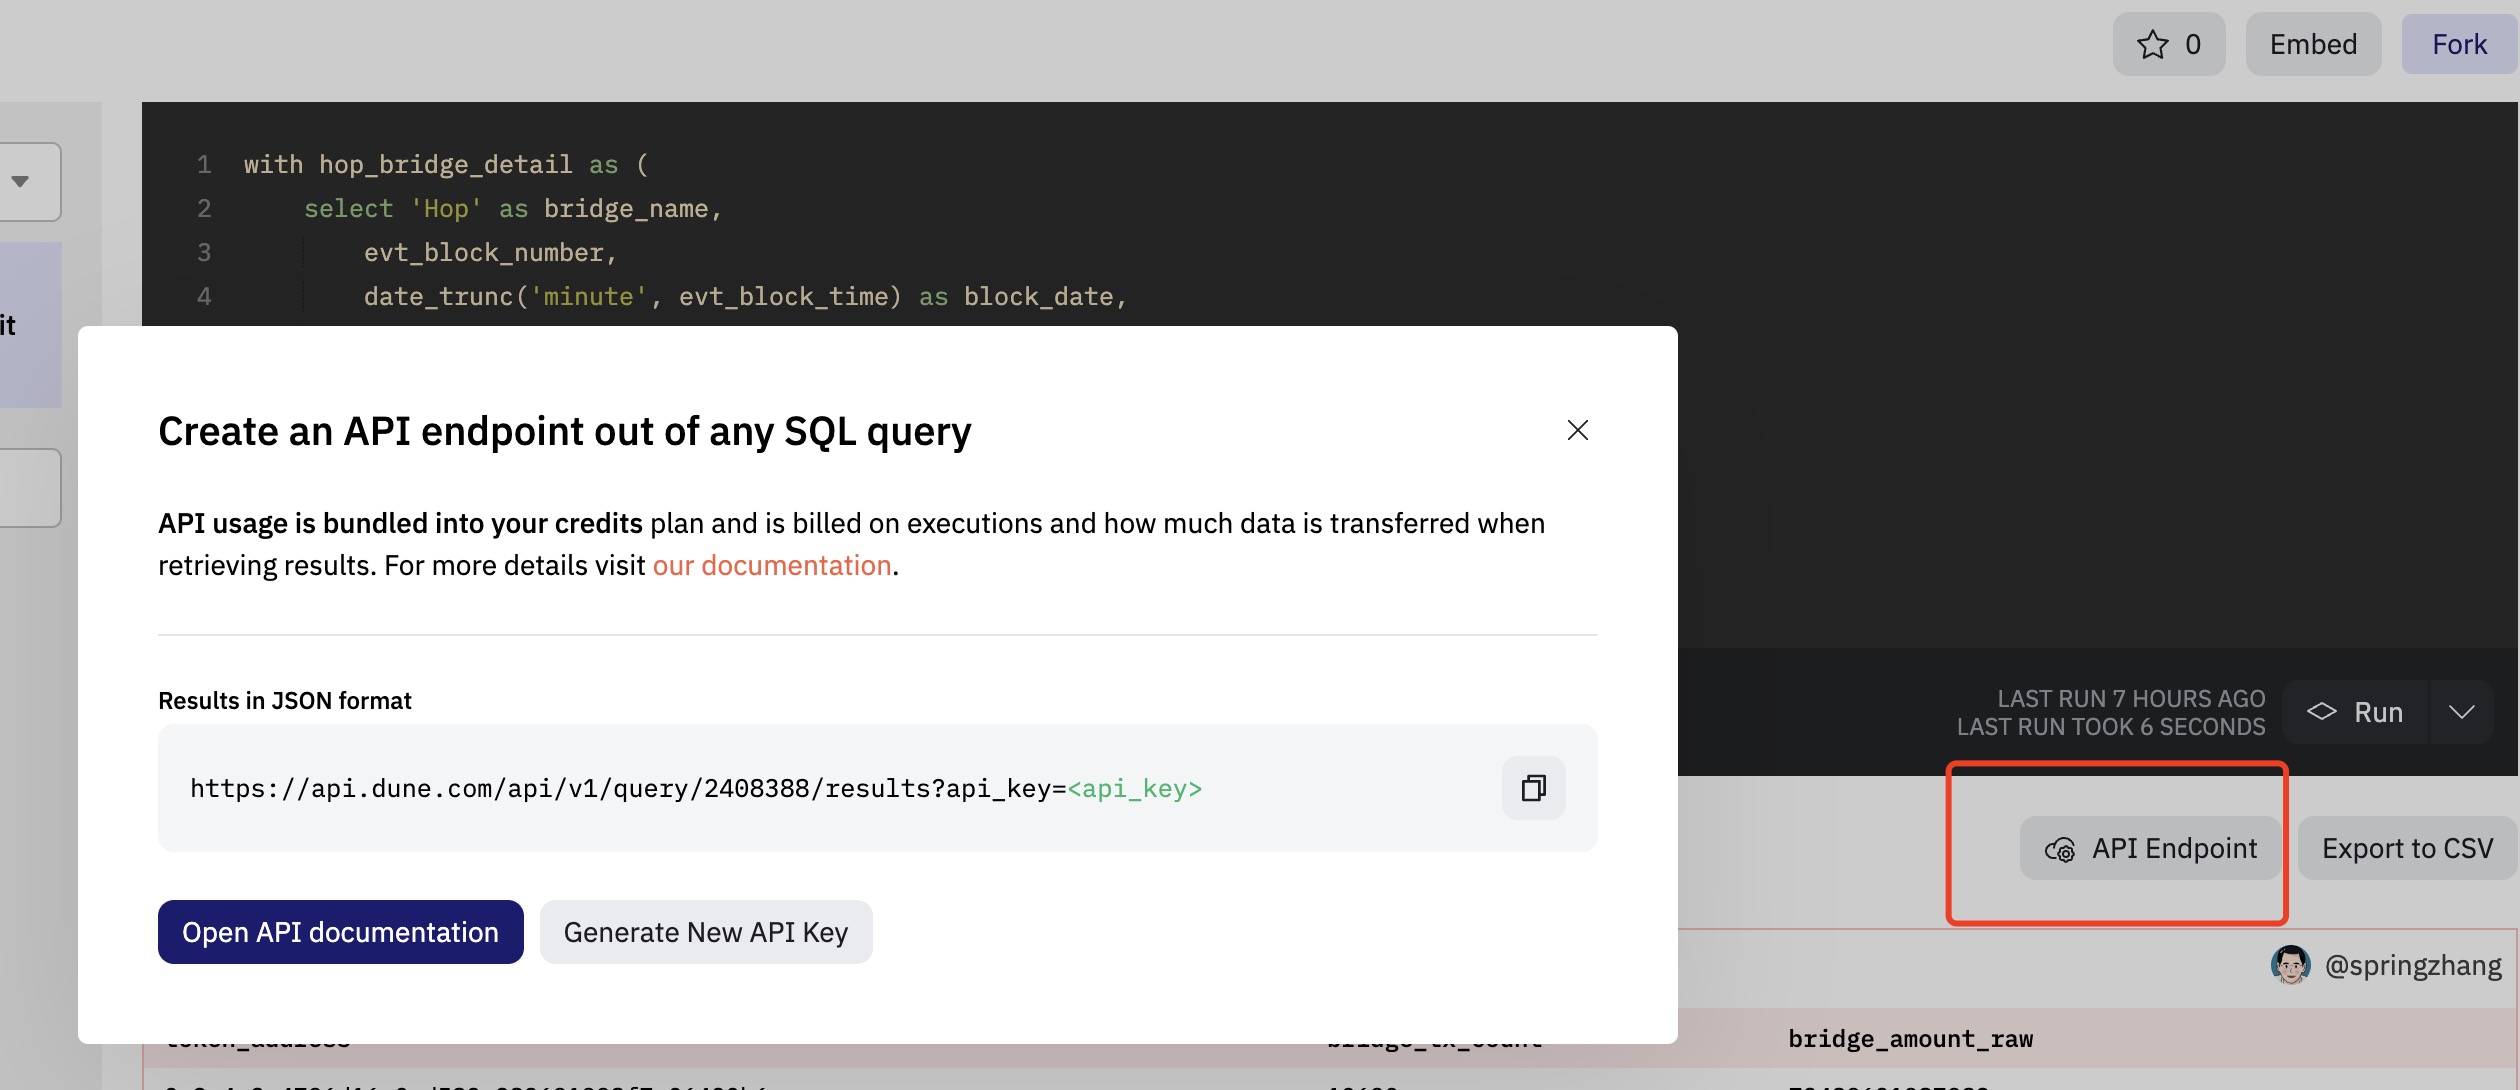 0
Embed
Fork
1 with hop_bridge_detail as (
2 select 'Hop' as bridge_name,
3 evt_block_number,
4 date_trunc('minute', evt_block_time) as block_date,
it
Create an API endpoint out of any SQL query
API usage is bundled into your credits plan and is billed on executions and how much data is transferred when
retrieving results. For more details visit our documentation.
Results in JSON format
https://api.dune.com/api/v1/query/2408388/results?api_key=<api_key>
Open API documentation
Generate New API Key
LAST RUN 7 HOURS AGO
LAST RUN TOOK 6 SECONDS
Run
API Endpoint
Export to CSV
@springzhang
token_address
bridge_tx_count
bridge_amount_raw